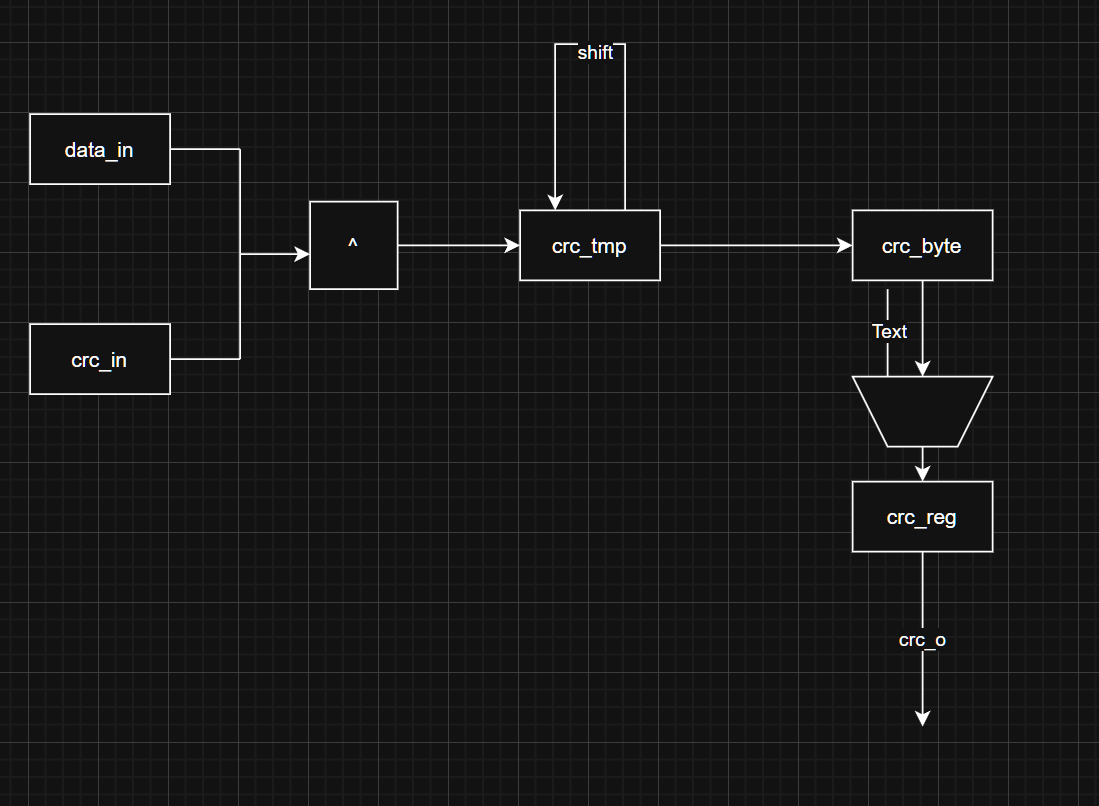 shift
data_in
^
crc_tmp
crc_byte
Text
crc_in
crc_reg
crc_o